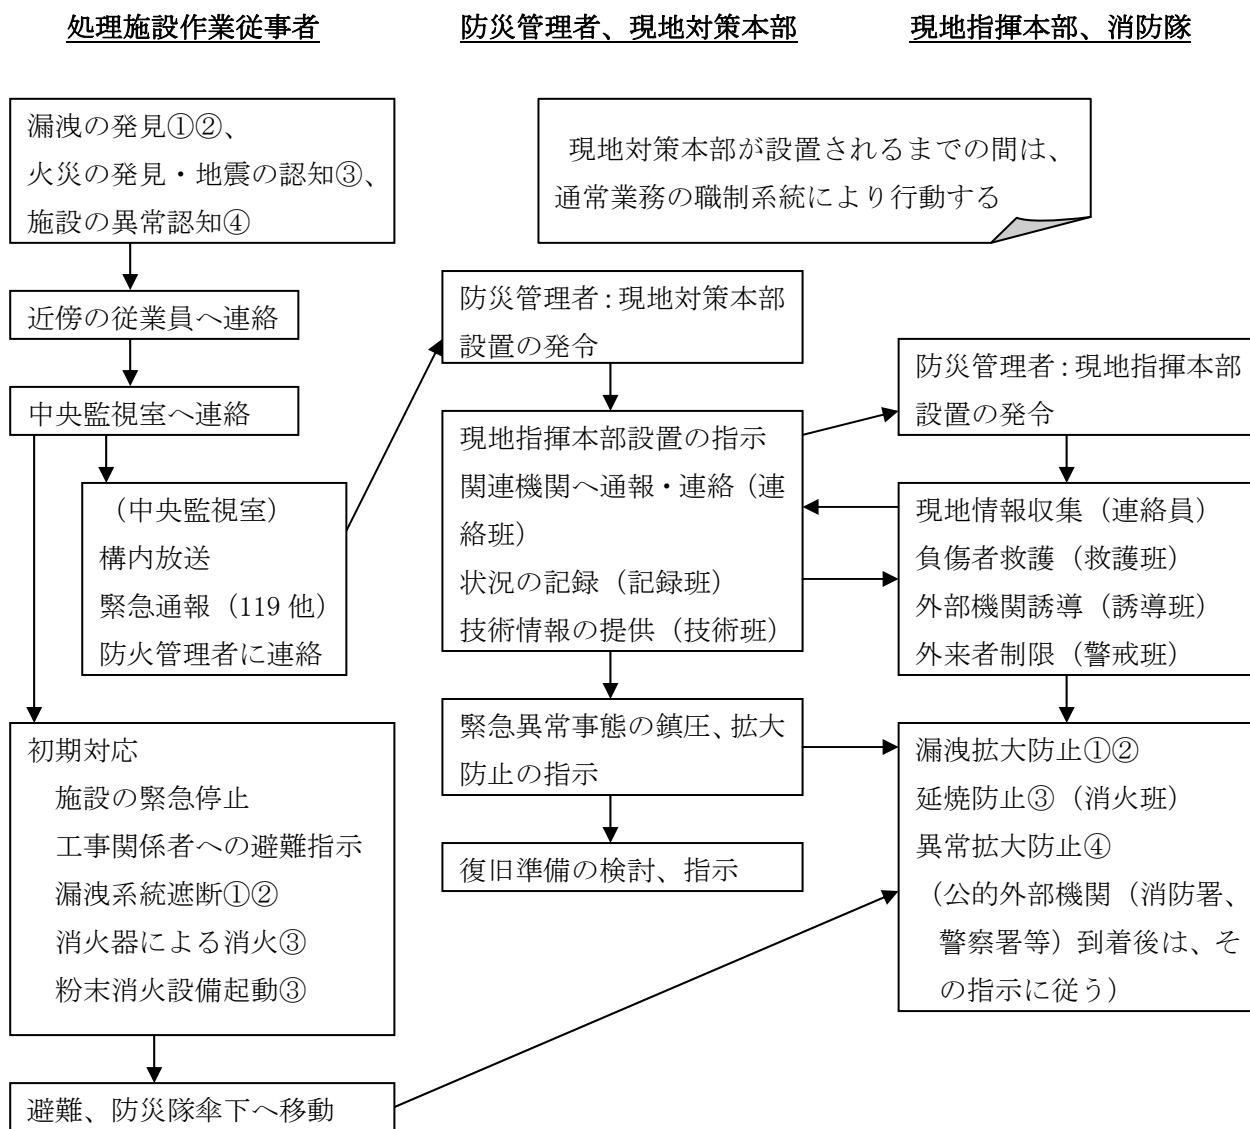 処理施設作業従事者
防災管理者、現地対策本部
現地指揮本部、消防隊
漏洩の発見①②、
火災の発見・地震の認知③、
施設の異常認知④
現地対策本部が設置されるまでの間は、
通常業務の職制系統により行動する
近傍の従業員へ連絡
中央監視室へ連絡
（中央監視室）
構内放送
緊急通報（119 他）
防火管理者に連絡
初期対応
施設の緊急停止
工事関係者への避難指示
漏洩系統遮断①②
消火器による消火③
粉末消火設備起動③
避難、防災隊傘下へ移動
防災管理者：現地対策本部
設置の発令
現地指揮本部設置の指示
関連機関へ通報・連絡（連
絡班）
状況の記録（記録班）
技術情報の提供（技術班）
緊急異常事態の鎮圧、拡大
防止の指示
復旧準備の検討、指示
防災管理者：現地指揮本部
設置の発令
現地情報収集（連絡員）
負傷者救護（救護班）
外部機関誘導（誘導班）
外来者制限（警戒班）
漏洩拡大防止①②
延焼防止③（消火班）
異常拡大防止④
（公的外部機関（消防署、
警察署等）到着後は、そ
の指示に従う）